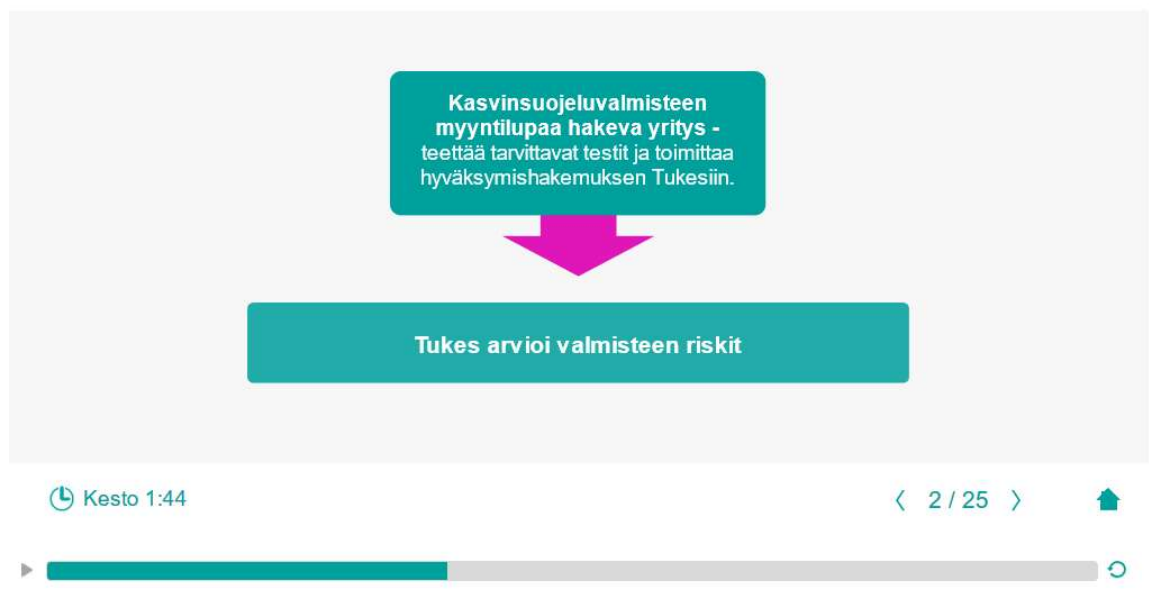 Kasvinsuojeluvalmisteen
myyntilupaa hakeva yritys -
teettää tarvittavat testit ja toimittaa
hyväksymishakemuksen Tukesiin.
Tukes arvioi valmisteen riskit
Kesto 1:44
2 / 25